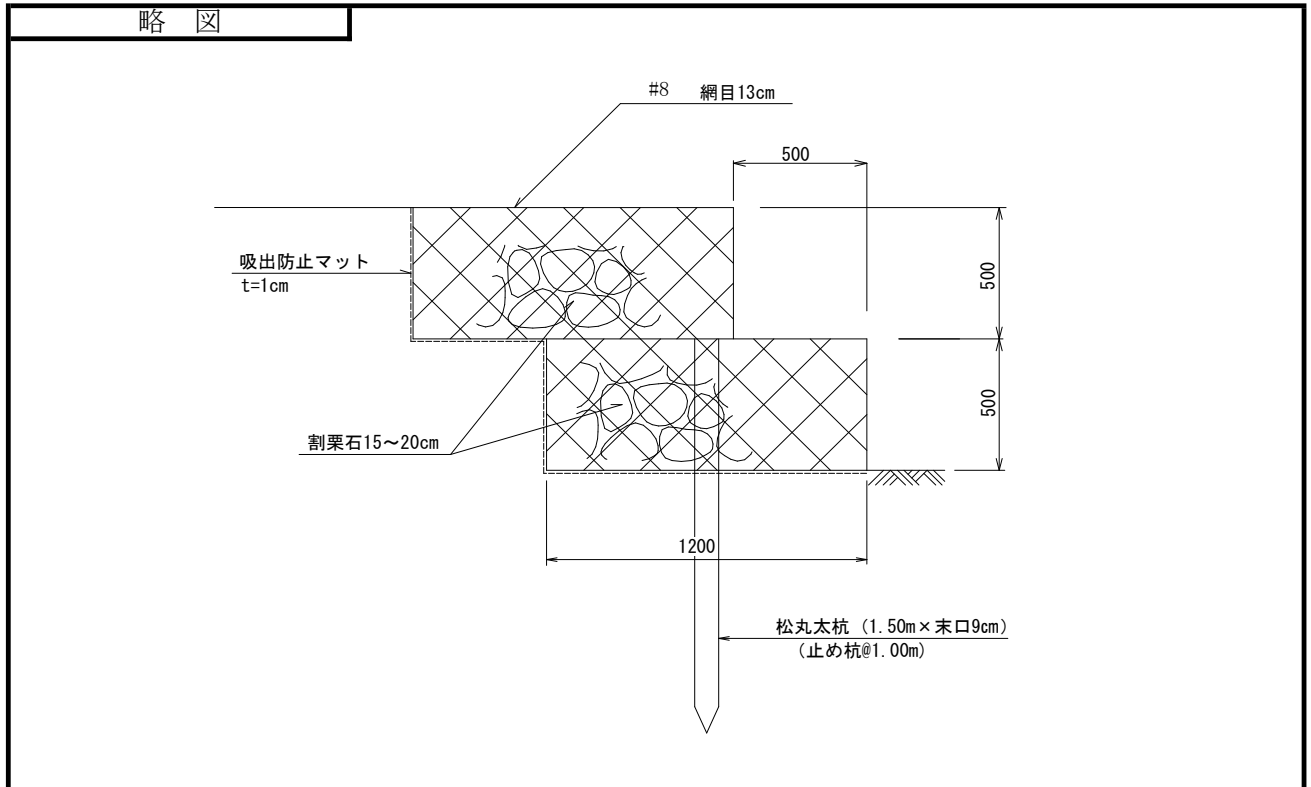 略 図
#8 網目13cm
500
吸出防止マット
t=1cm
500
500
割栗石15～20cm
1200
松丸太杭 (1.50m×末口9cm)
(止め杭@1.00m)